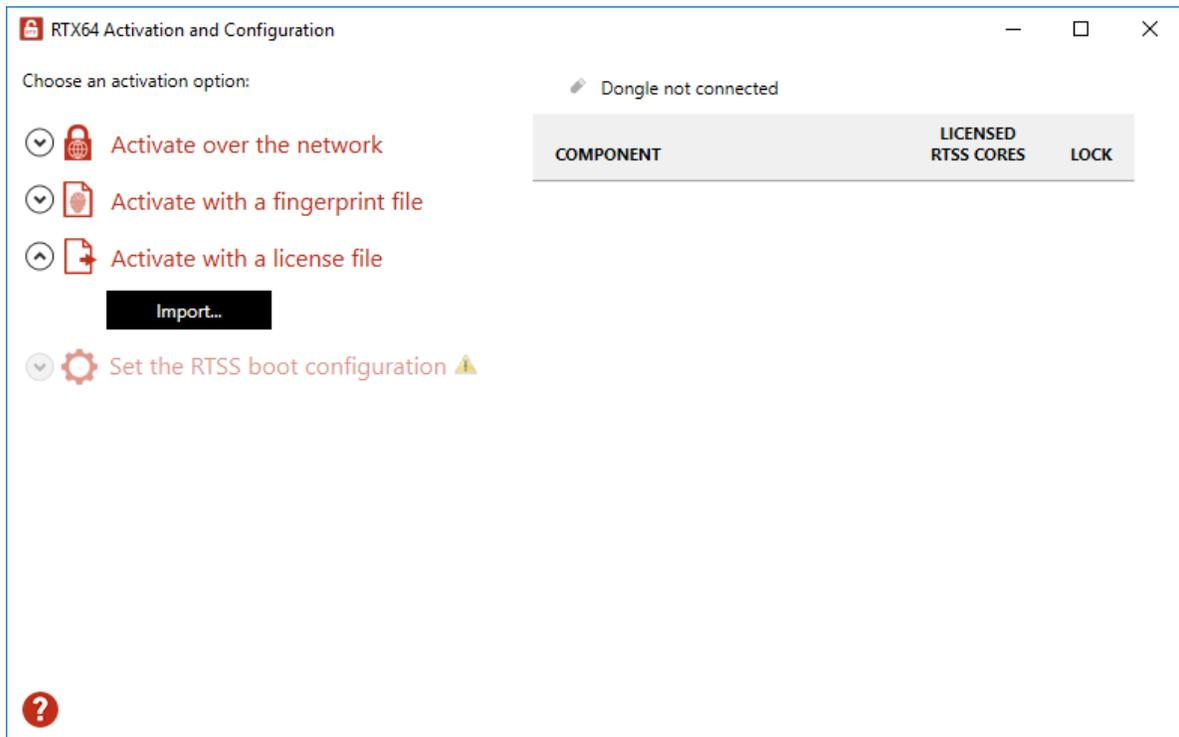 RTX64 Activation and Configuration
Choose an activation option:
Activate over the network
Activate with a fingerprint file
Activate with a license file
Import...
Set the RTSS boot configuration
Dongle not connected
COMPONENT
LICENSED
RTSS CORES
LOCK
?